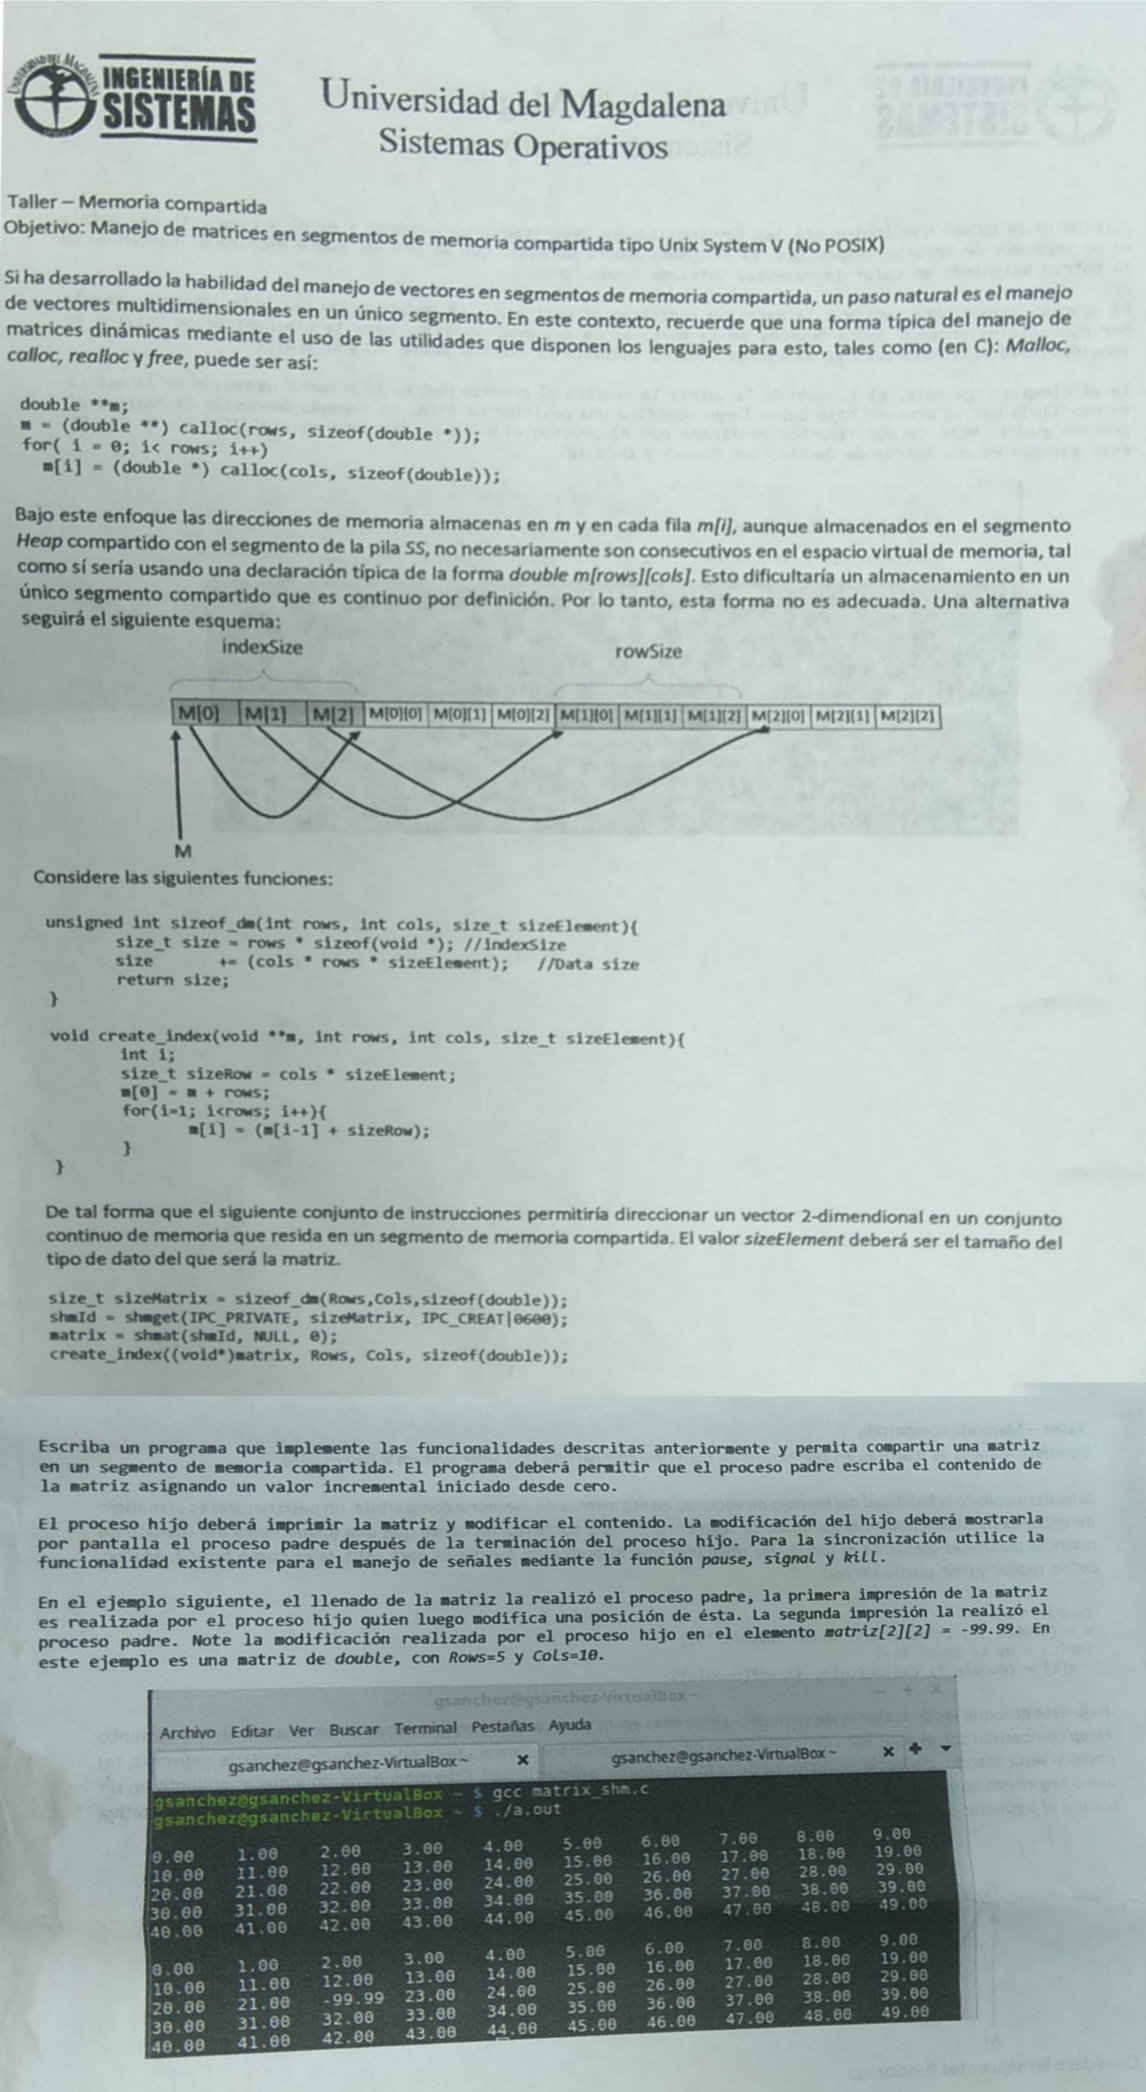 UNIVERSIDAD DEL MAGDALENA
INGENIERÍA DE
SISTEMAS
Universidad del Magdalena
Sistemas Operativos
Taller – Memoria compartida
Objetivo: Manejo de matrices en segmentos de memoria compartida tipo Unix System V (No POSIX)
Si ha desarrollado la habilidad del manejo de vectores en segmentos de memoria compartida, un paso natural es el manejo
de vectores multidimensionales en un único segmento. En este contexto, recuerde que una forma típica del manejo de
matrices dinámicas mediante el uso de las utilidades que disponen los lenguajes para esto, tales como (en C): Malloc,
calloc, realloc y free, puede ser así:
double **m;
m = (double **) calloc(rows, sizeof(double *));
for( i = 0; i< rows; i++)
m[i] = (double *) calloc(cols, sizeof(double));
Bajo este enfoque las direcciones de memoria almacenas en m y en cada fila m[i], aunque almacenados en el segmento
Heap compartido con el segmento de la pila SS, no necesariamente son consecutivos en el espacio virtual de memoria, tal
como sí sería usando una declaración típica de la forma double m[rows][cols]. Esto dificultaría un almacenamiento en un
único segmento compartido que es continuo por definición. Por lo tanto, esta forma no es adecuada. Una alternativa
seguirá el siguiente esquema:
indexSize rowSize
M[0] M[1] M[2] M[0][0] M[0][1] M[0][2] M[1][0] M[1][1] M[1][2] M[2][0] M[2][1] M[2][2]
M
Considere las siguientes funciones:
unsigned int sizeof_dm(int rows, int cols, size_t sizeElement){
size_t size = rows * sizeof(void *); //indexSize
size += (cols * rows * sizeElement); //Data size
return size;
}
void create_index(void **m, int rows, int cols, size_t sizeElement){
int i;
size_t sizeRow = cols * sizeElement;
m[0] = m + rows;
for(i=1; i<rows; i++){
m[i] = (m[i-1] + sizeRow);
}
}
De tal forma que el siguiente conjunto de instrucciones permitiría direccionar un vector 2-dimendional en un conjunto
continuo de memoria que resida en un segmento de memoria compartida. El valor sizeElement deberá ser el tamaño del
tipo de dato del que será la matriz.
size_t sizeMatrix = sizeof_dm(Rows,Cols,sizeof(double));
shmId = shmget(IPC_PRIVATE, sizeMatrix, IPC_CREAT|0600);
matrix = shmat(shmId, NULL, 0);
create_index((void*)matrix, Rows, Cols, sizeof(double));
Escriba un programa que implemente las funcionalidades descritas anteriormente y permita compartir una matriz
en un segmento de memoria compartida. El programa deberá permitir que el proceso padre escriba el contenido de
la matriz asignando un valor incremental iniciado desde cero.
El proceso hijo deberá imprimir la matriz y modificar el contenido. La modificación del hijo deberá mostrarla
por pantalla el proceso padre después de la terminación del proceso hijo. Para la sincronización utilice la
funcionalidad existente para el manejo de señales mediante la función pause, signal y kill.
En el ejemplo siguiente, el llenado de la matriz la realizó el proceso padre, la primera impresión de la matriz
es realizada por el proceso hijo quien luego modifica una posición de ésta. La segunda impresión la realizó el
proceso padre. Note la modificación realizada por el proceso hijo en el elemento matriz[2][2] = -99.99. En
este ejemplo es una matriz de double, con Rows=5 y Cols=10.
gsanchez@gsanchez-VirtualBox ~
Archivo Editar Ver Buscar Terminal Pestañas Ayuda
gsanchez@gsanchez-VirtualBox ~ × gsanchez@gsanchez-VirtualBox ~ ×
gsanchez@gsanchez-VirtualBox ~ $ gcc matrix_shm.c
gsanchez@gsanchez-VirtualBox ~ $ ./a.out
0.00 1.00 2.00 3.00 4.00 5.00 6.00 7.00 8.00 9.00
10.00 11.00 12.00 13.00 14.00 15.00 16.00 17.00 18.00 19.00
20.00 21.00 22.00 23.00 24.00 25.00 26.00 27.00 28.00 29.00
30.00 31.00 32.00 33.00 34.00 35.00 36.00 37.00 38.00 39.00
40.00 41.00 42.00 43.00 44.00 45.00 46.00 47.00 48.00 49.00
0.00 1.00 2.00 3.00 4.00 5.00 6.00 7.00 8.00 9.00
10.00 11.00 12.00 13.00 14.00 15.00 16.00 17.00 18.00 19.00
20.00 21.00 -99.99 23.00 24.00 25.00 26.00 27.00 28.00 29.00
30.00 31.00 32.00 33.00 34.00 35.00 36.00 37.00 38.00 39.00
40.00 41.00 42.00 43.00 44.00 45.00 46.00 47.00 48.00 49.00